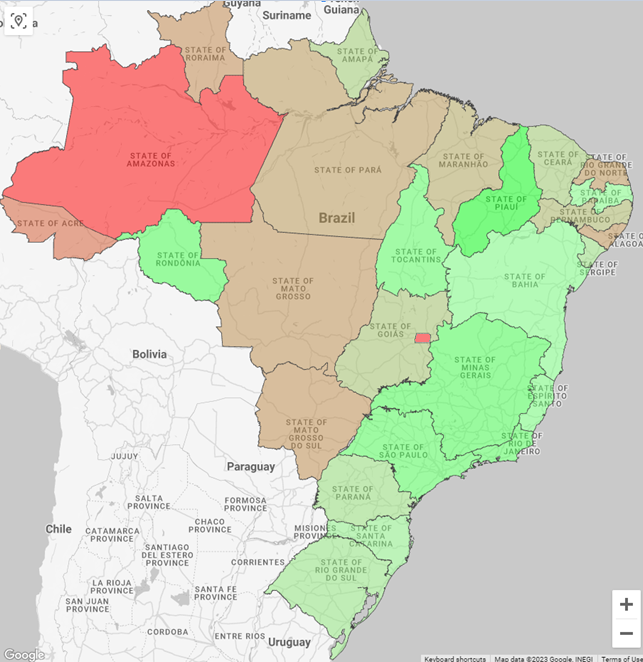 Guyana
Suriname
French
Guiana
Colombia
STATE OF
RORAIMA
STATE OF
AMAPÁ
STATE OF
AMAZONAS
STATE OF PARÁ
STATE OF
MARANHÃO
STATE OF
CEARÁ
STATE OF
RIO GRANDE
DO NORTE
STATE OF
PARAÍBA
STATE OF
PERNAMBUCO
STATE OF
PIAUÍ
Brazil
STATE OF ACRE
STATE OF
ALAGOA
STATE OF
SERGIPE
STATE OF
RONDÔNIA
STATE OF
TOCANTINS
STATE OF
BAHIA
STATE OF
MATO
GROSSO
STATE OF
GOIÁS
Bolivia
STATE OF
MINAS
GERAIS
STATE OF
ESPÍRITO
SANTO
STATE OF
MATO
GROSSO
DO SUL
STATE OF
RIO DE
JANEIRO
STATE OF
SÃO PAULO
JUJUY
Paraguay
STATE OF
PARANÁ
SALTA
PROVINCE
FORMOSA
PROVINCE
Chile
CATAMARCA
PROVINCE
CHACO
PROVINCE
MISIONES
PROVINC
STATE OF
SANTA
CATARINA
SANTIAGO
DEL ESTERO
PROVINCE
CORRIENTES
STATE OF
RIO GRANDE
DO SUL
LA RIOJA
PROVINCE
SANTA FE
PROVINCE
SAN JUAN
PROVINCE
CORDOBA
ENTRE RIOS
Uruguay
+
−
Google
Keyboard shortcuts
Map data ©2023 Google, INEGI
Terms of Use